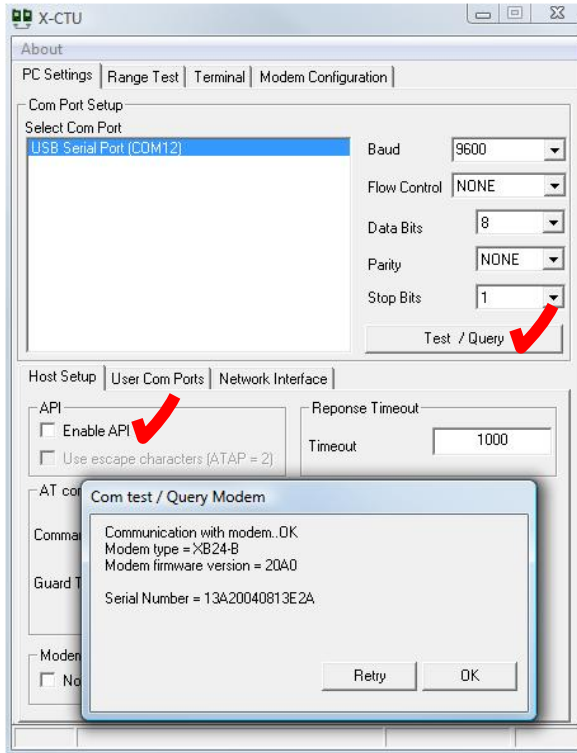 X-CTU
About
PC Settings Range Test Terminal Modem Configuration
Com Port Setup
Select Com Port
USB Serial Port (COM12)
Baud 9600
Flow Control NONE
Data Bits 8
Parity NONE
Stop Bits 1
Test / Query
Host Setup User Com Ports Network Interface
API
Enable API
Use escape characters (ATAP = 2)
Reponse Timeout
Timeout 1000
AT
Guard
No
Com test / Query Modem
Communication with modem..OK
Modem type = XB24-B
Modem firmware version = 20A0
Serial Number = 13A20040813E2A
Retry OK